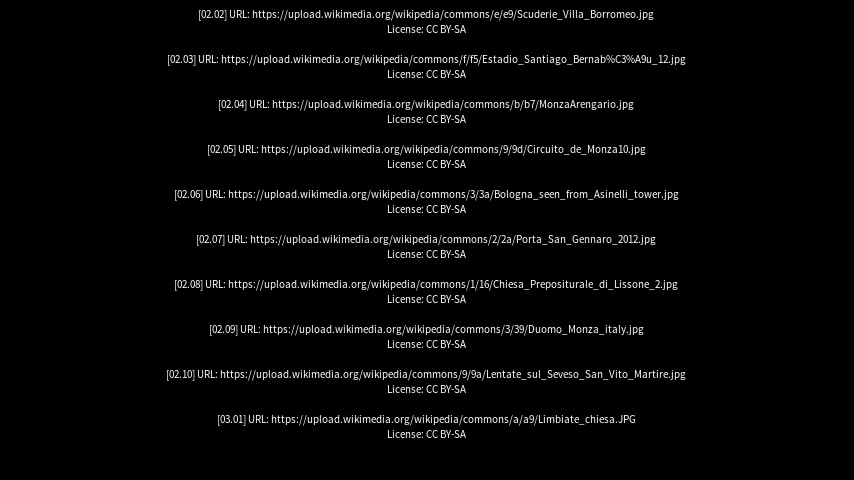 [02.02] URL: https://upload.wikimedia.org/wikipedia/commons/e/e9/Scuderie_Villa_Borromeo.jpg
License: CC BY-SA
[02.03] URL: https://upload.wikimedia.org/wikipedia/commons/f/f5/Estadio_Santiago_Bernab%C3%A9u_12.jpg
License: CC BY-SA
[02.04] URL: https://upload.wikimedia.org/wikipedia/commons/b/b7/MonzaArengario.jpg
License: CC BY-SA
[02.05] URL: https://upload.wikimedia.org/wikipedia/commons/9/9d/Circuito_de_Monza10.jpg
License: CC BY-SA
[02.06] URL: https://upload.wikimedia.org/wikipedia/commons/3/3a/Bologna_seen_from_Asinelli_tower.jpg
License: CC BY-SA
[02.07] URL: https://upload.wikimedia.org/wikipedia/commons/2/2a/Porta_San_Gennaro_2012.jpg
License: CC BY-SA
[02.08] URL: https://upload.wikimedia.org/wikipedia/commons/1/16/Chiesa_Prepositurale_di_Lissone_2.jpg
License: CC BY-SA
[02.09] URL: https://upload.wikimedia.org/wikipedia/commons/3/39/Duomo_Monza_italy.jpg
License: CC BY-SA
[02.10] URL: https://upload.wikimedia.org/wikipedia/commons/9/9a/Lentate_sul_Seveso_San_Vito_Martire.jpg
License: CC BY-SA
[03.01] URL: https://upload.wikimedia.org/wikipedia/commons/a/a9/Limbiate_chiesa.JPG
License: CC BY-SA